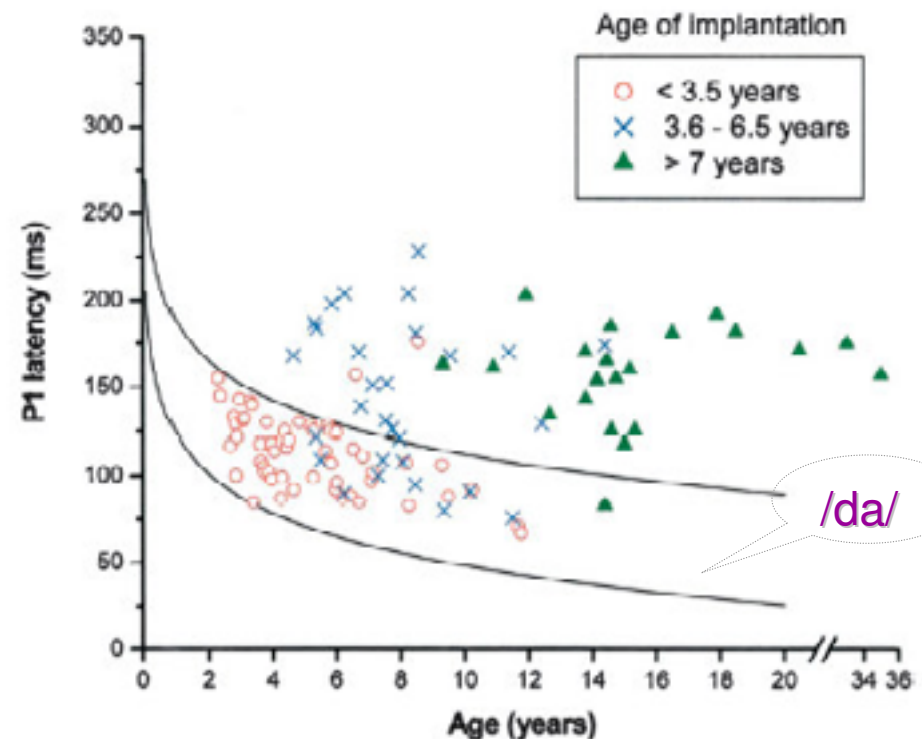 Age of Implantation
< 3.5 years
3.6 - 6.5 years
> 7 years
350
300
250
200
150
100
50
0
P1 latency (ms)
/da/
0 2 4 6 8 10 12 14 16 18 20 34 36
Age (years)